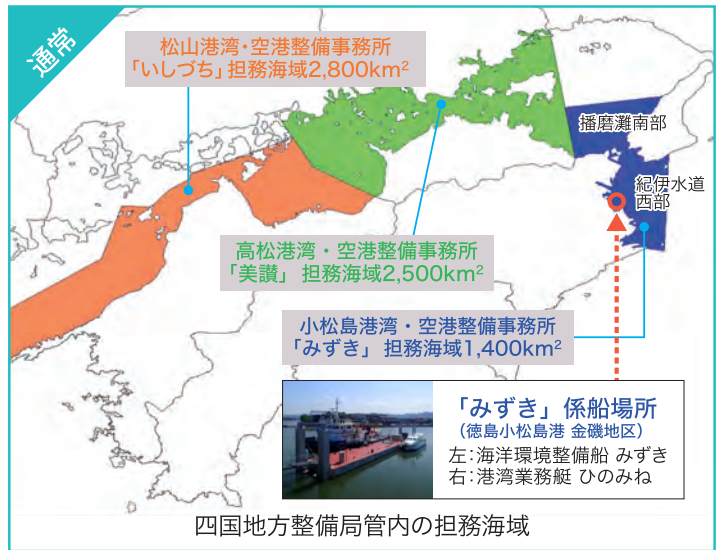 通常
松山港湾・空港整備事務所
「いしづち」担務海域2,800km²
播磨灘南部
紀伊水道
西部
高松港湾・空港整備事務所
「美讃」 担務海域2,500km²
小松島港湾・空港整備事務所
「みずき」 担務海域1,400km²
「みずき」係船場所
（徳島小松島港 金磯地区）
左：海洋環境整備船 みずき
右：港湾業務艇 ひのみね
四国地方整備局管内の担務海域